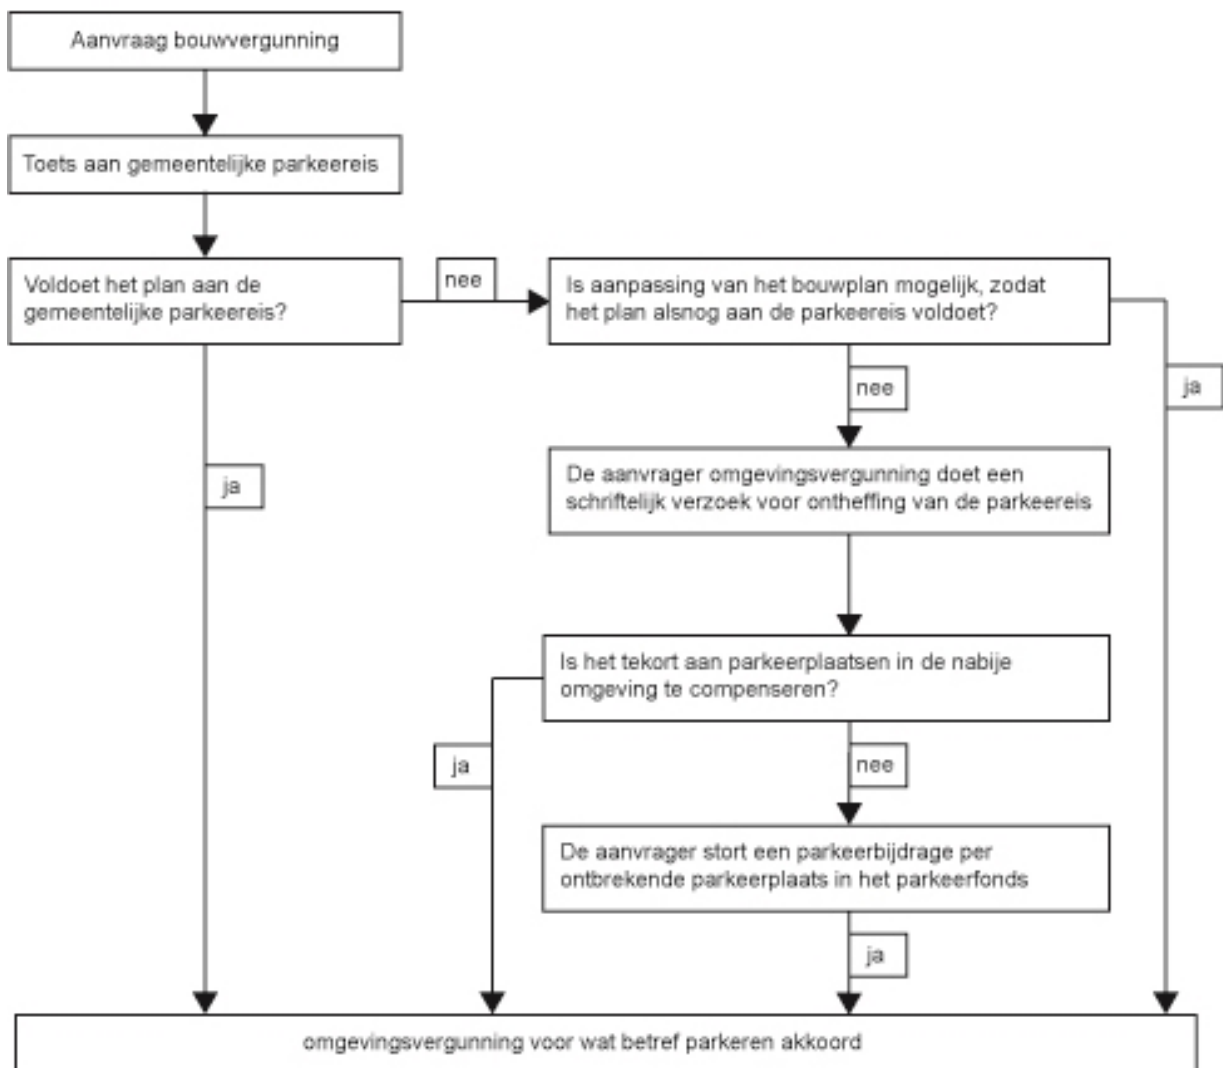 Aanvraag bouwvergunning
Toets aan gemeentelijke parkeereis
Voldoet het plan aan de
gemeentelijke parkeereis?
nee
Is aanpassing van het bouwplan mogelijk, zodat
het plan alsnog aan de parkeereis voldoet?
ja
nee
De aanvrager omgevingsvergunning doet een
schriftelijk verzoek voor ontheffing van de parkeereis
ja
Is het tekort aan parkeerplaatsen in de nabije
omgeving te compenseren?
ja
nee
De aanvrager stort een parkeerbijdrage per
ontbrekende parkeerplaats in het parkeerfonds
ja
omgevingsvergunning voor wat betref parkeren akkoord